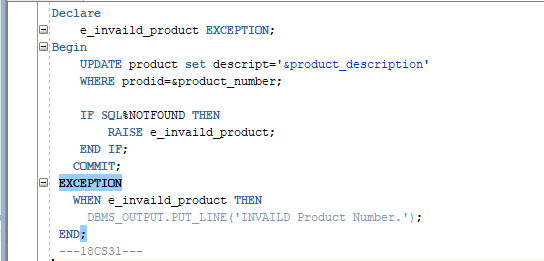 Declare
e_invaild_product EXCEPTION;
Begin
UPDATE product set descript='&product_description'
WHERE prodid=&product_number;
IF SQL%NOTFOUND THEN
RAISE e_invaild_product;
END IF;
COMMIT;
EXCEPTION
WHEN e_invaild_product THEN
DBMS_OUTPUT.PUT_LINE('INVAILD Product Number.');
END;
---18CS31---